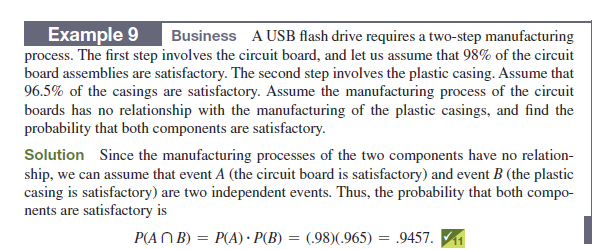 Example 9 Business A USB flash drive requires a two-step manufacturing
process. The first step involves the circuit board, and let us assume that 98% of the circuit
board assemblies are satisfactory. The second step involves the plastic casing. Assume that
96.5% of the casings are satisfactory. Assume the manufacturing process of the circuit
boards has no relationship with the manufacturing of the plastic casings, and find the
probability that both components are satisfactory.
Solution Since the manufacturing processes of the two components have no relation-
ship, we can assume that event A (the circuit board is satisfactory) and event B (the plastic
casing is satisfactory) are two independent events. Thus, the probability that both compo-
nents are satisfactory is
P(A ∩ B) = P(A) · P(B) = (.98)(.965) = .9457. ✓11